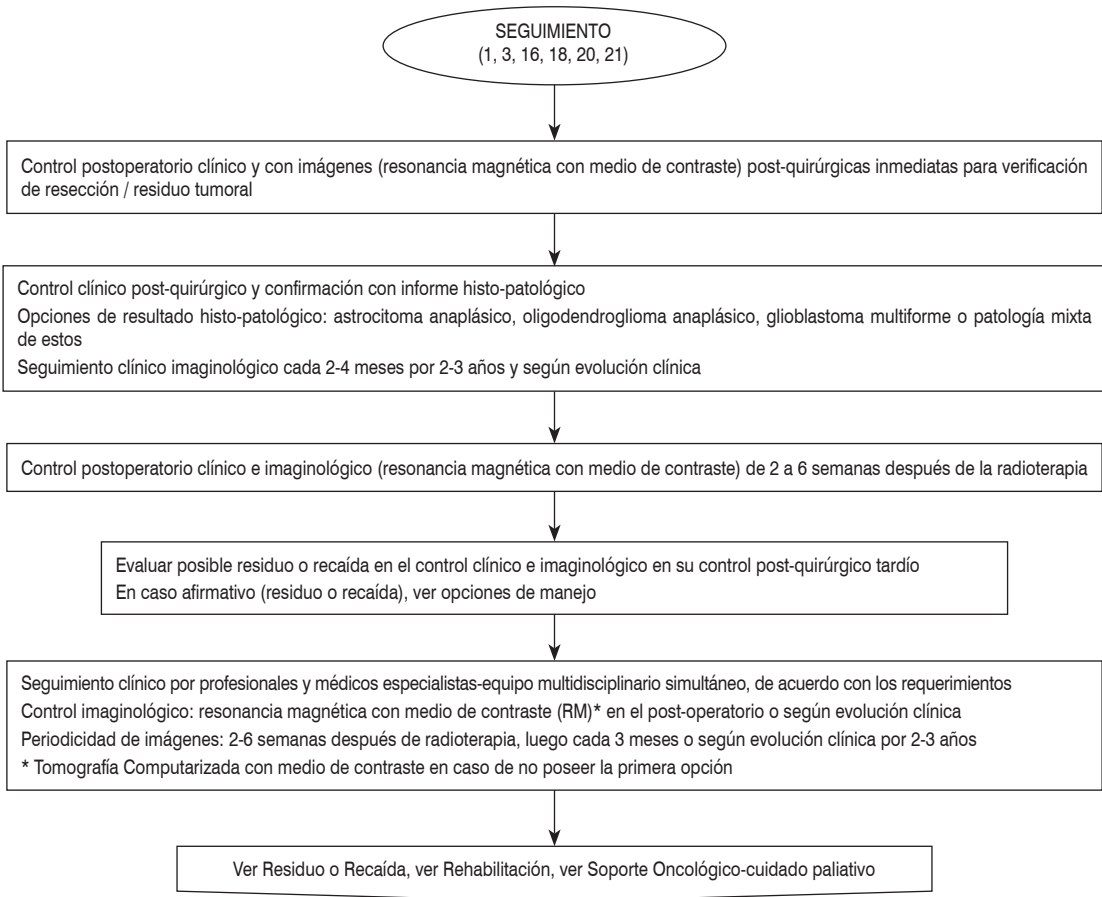 SEGUIMIENTO
(1, 3, 16, 18, 20, 21)
Control postoperatorio clínico y con imágenes (resonancia magnética con medio de contraste) post-quirúrgicas inmediatas para verificación
de resección / residuo tumoral
Control clínico post-quirúrgico y confirmación con informe histo-patológico
Opciones de resultado histo-patológico: astrocitoma anaplásico, oligodendroglioma anaplásico, glioblastoma multiforme o patología mixta
de estos
Seguimiento clínico imaginológico cada 2-4 meses por 2-3 años y según evolución clínica
Control postoperatorio clínico e imaginológico (resonancia magnética con medio de contraste) de 2 a 6 semanas después de la radioterapia
Evaluar posible residuo o recaída en el control clínico e imaginológico en su control post-quirúrgico tardío
En caso afirmativo (residuo o recaída), ver opciones de manejo
Seguimiento clínico por profesionales y médicos especialistas-equipo multidisciplinario simultáneo, de acuerdo con los requerimientos
Control imaginológico: resonancia magnética con medio de contraste (RM)* en el post-operatorio o según evolución clínica
Periodicidad de imágenes: 2-6 semanas después de radioterapia, luego cada 3 meses o según evolución clínica por 2-3 años
* Tomografía Computarizada con medio de contraste en caso de no poseer la primera opción
Ver Residuo o Recaída, ver Rehabilitación, ver Soporte Oncológico-cuidado paliativo